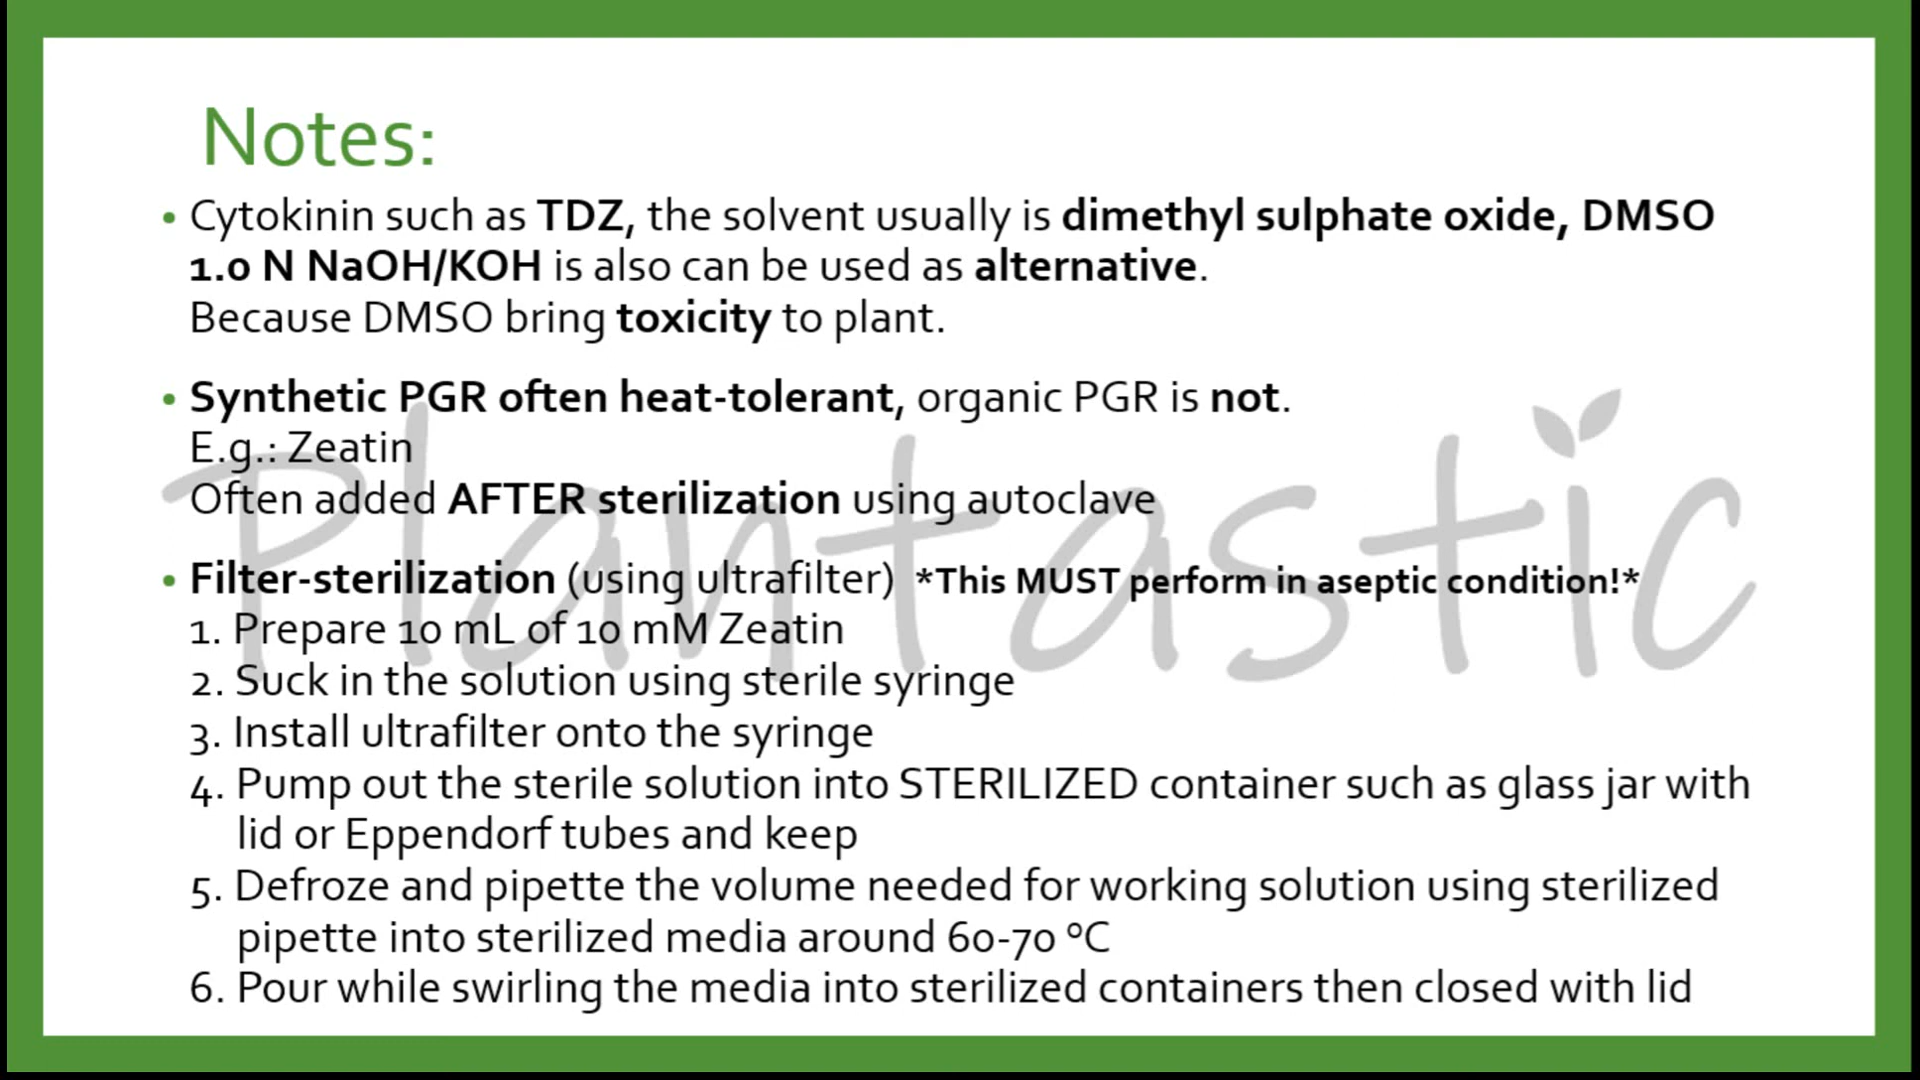 Notes:
• Cytokinin such as TDZ, the solvent usually is dimethyl sulphate oxide, DMSO
1.0 N NaOH/KOH is also can be used as alternative.
Because DMSO bring toxicity to plant.
• Synthetic PGR often heat-tolerant, organic PGR is not.
E.g.: Zeatin
Often added AFTER sterilization using autoclave
• Filter-sterilization (using ultrafilter) *This MUST perform in aseptic condition!*
1. Prepare 10 mL of 10 mM Zeatin
2. Suck in the solution using sterile syringe
3. Install ultrafilter onto the syringe
4. Pump out the sterile solution into STERILIZED container such as glass jar with
lid or Eppendorf tubes and keep
5. Defroze and pipette the volume needed for working solution using sterilized
pipette into sterilized media around 60-70 °C
6. Pour while swirling the media into sterilized containers then closed with lid
Plantastic